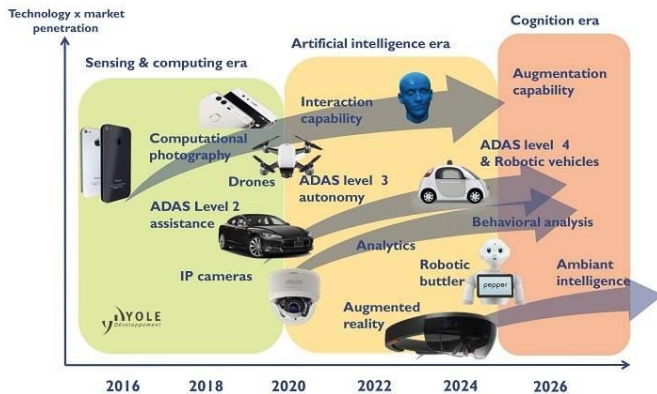 Technology x market
penetration
Cognition era
Artificial intelligence era
Sensing & computing era
Augmentation
capability
Interaction
capability
Computational
photography
ADAS level 4
& Robotic vehicles
Drones
ADAS level 3
autonomy
ADAS Level 2
assistance
Behavioral analysis
Analytics
IP cameras
Robotic
buttler
Ambiant
intelligence
pepper
Augmented
reality
YOLE
Développement
2016
2018
2020
2022
2024
2026